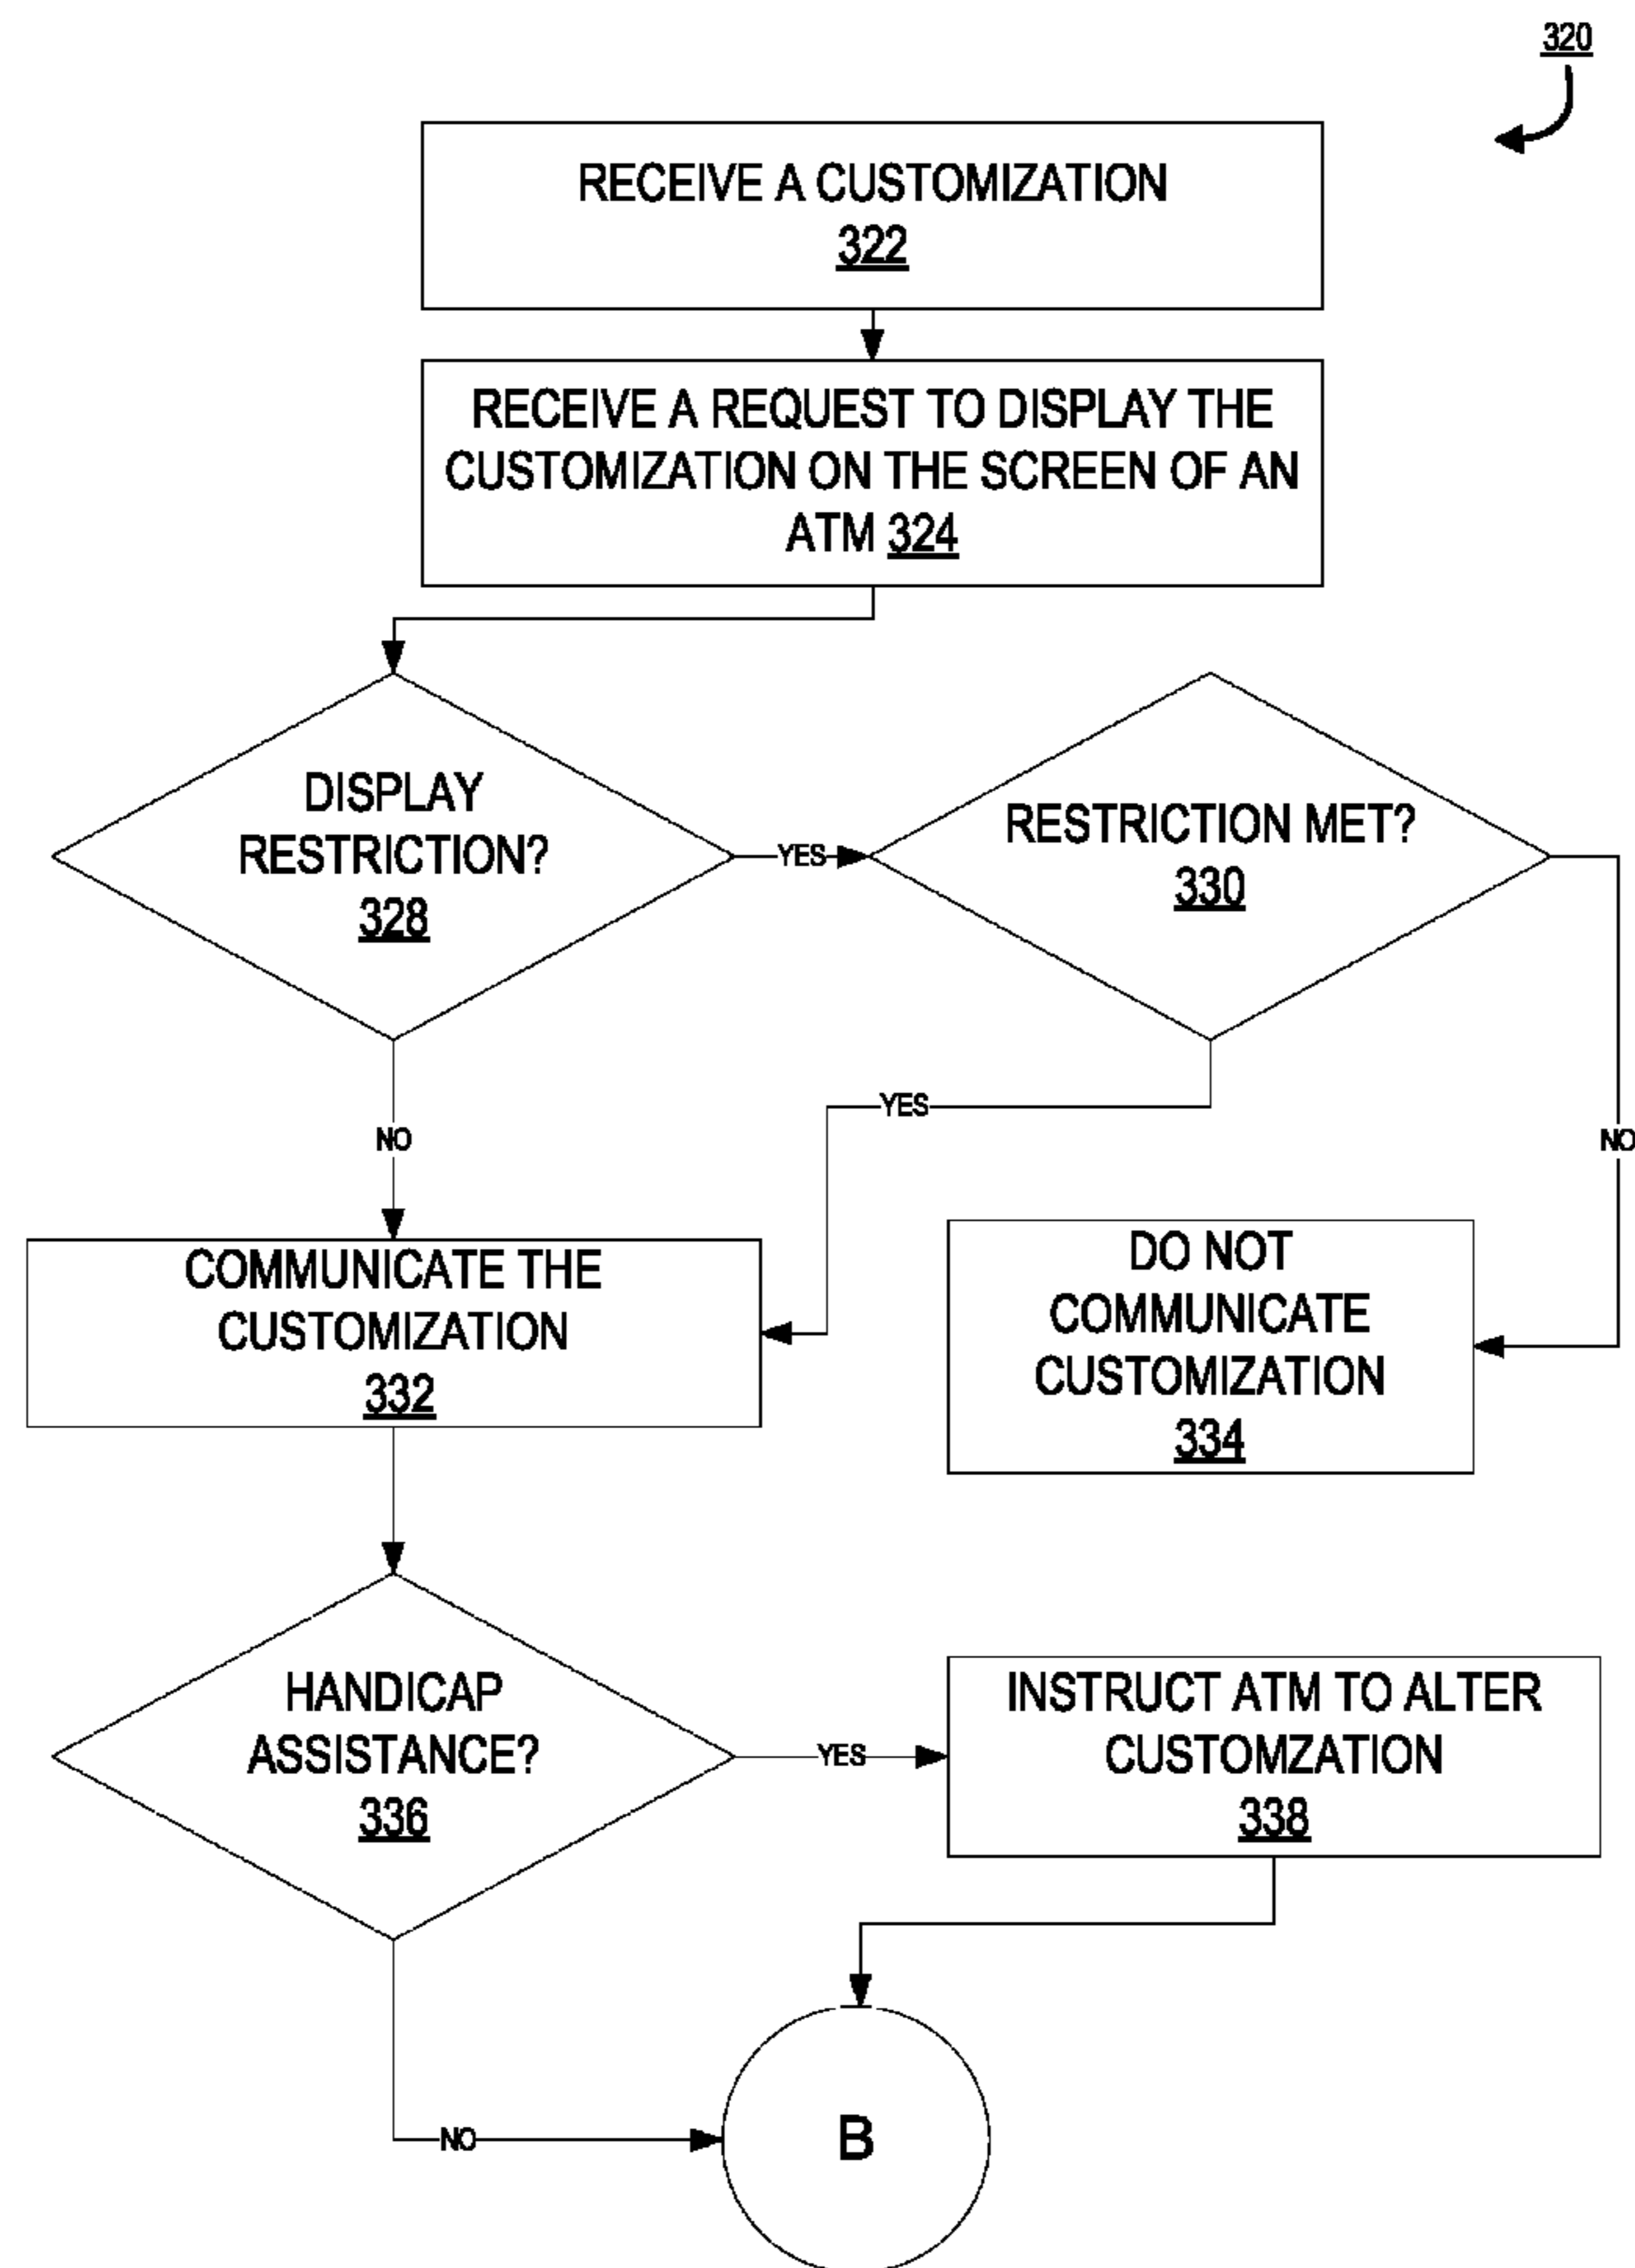 320
RECEIVE A CUSTOMIZATION
322
RECEIVE A REQUEST TO DISPLAY THE
CUSTOMIZATION ON THE SCREEN OF AN
ATM 324
DISPLAY
RESTRICTION?
328
YES
RESTRICTION MET?
330
YES
NO
NO
COMMUNICATE THE
CUSTOMIZATION
332
DO NOT
COMMUNICATE
CUSTOMIZATION
334
HANDICAP
ASSISTANCE?
336
YES
INSTRUCT ATM TO ALTER
CUSTOMZATION
338
NO
B